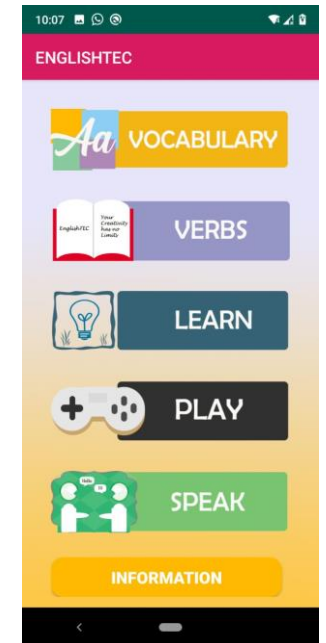 10:07
ENGLISHTEC
Aa VOCABULARY
EnglishTEC
Your
Creativity
has no
Limits
VERBS
LEARN
PLAY
Hello
Hi
SPEAK
INFORMATION